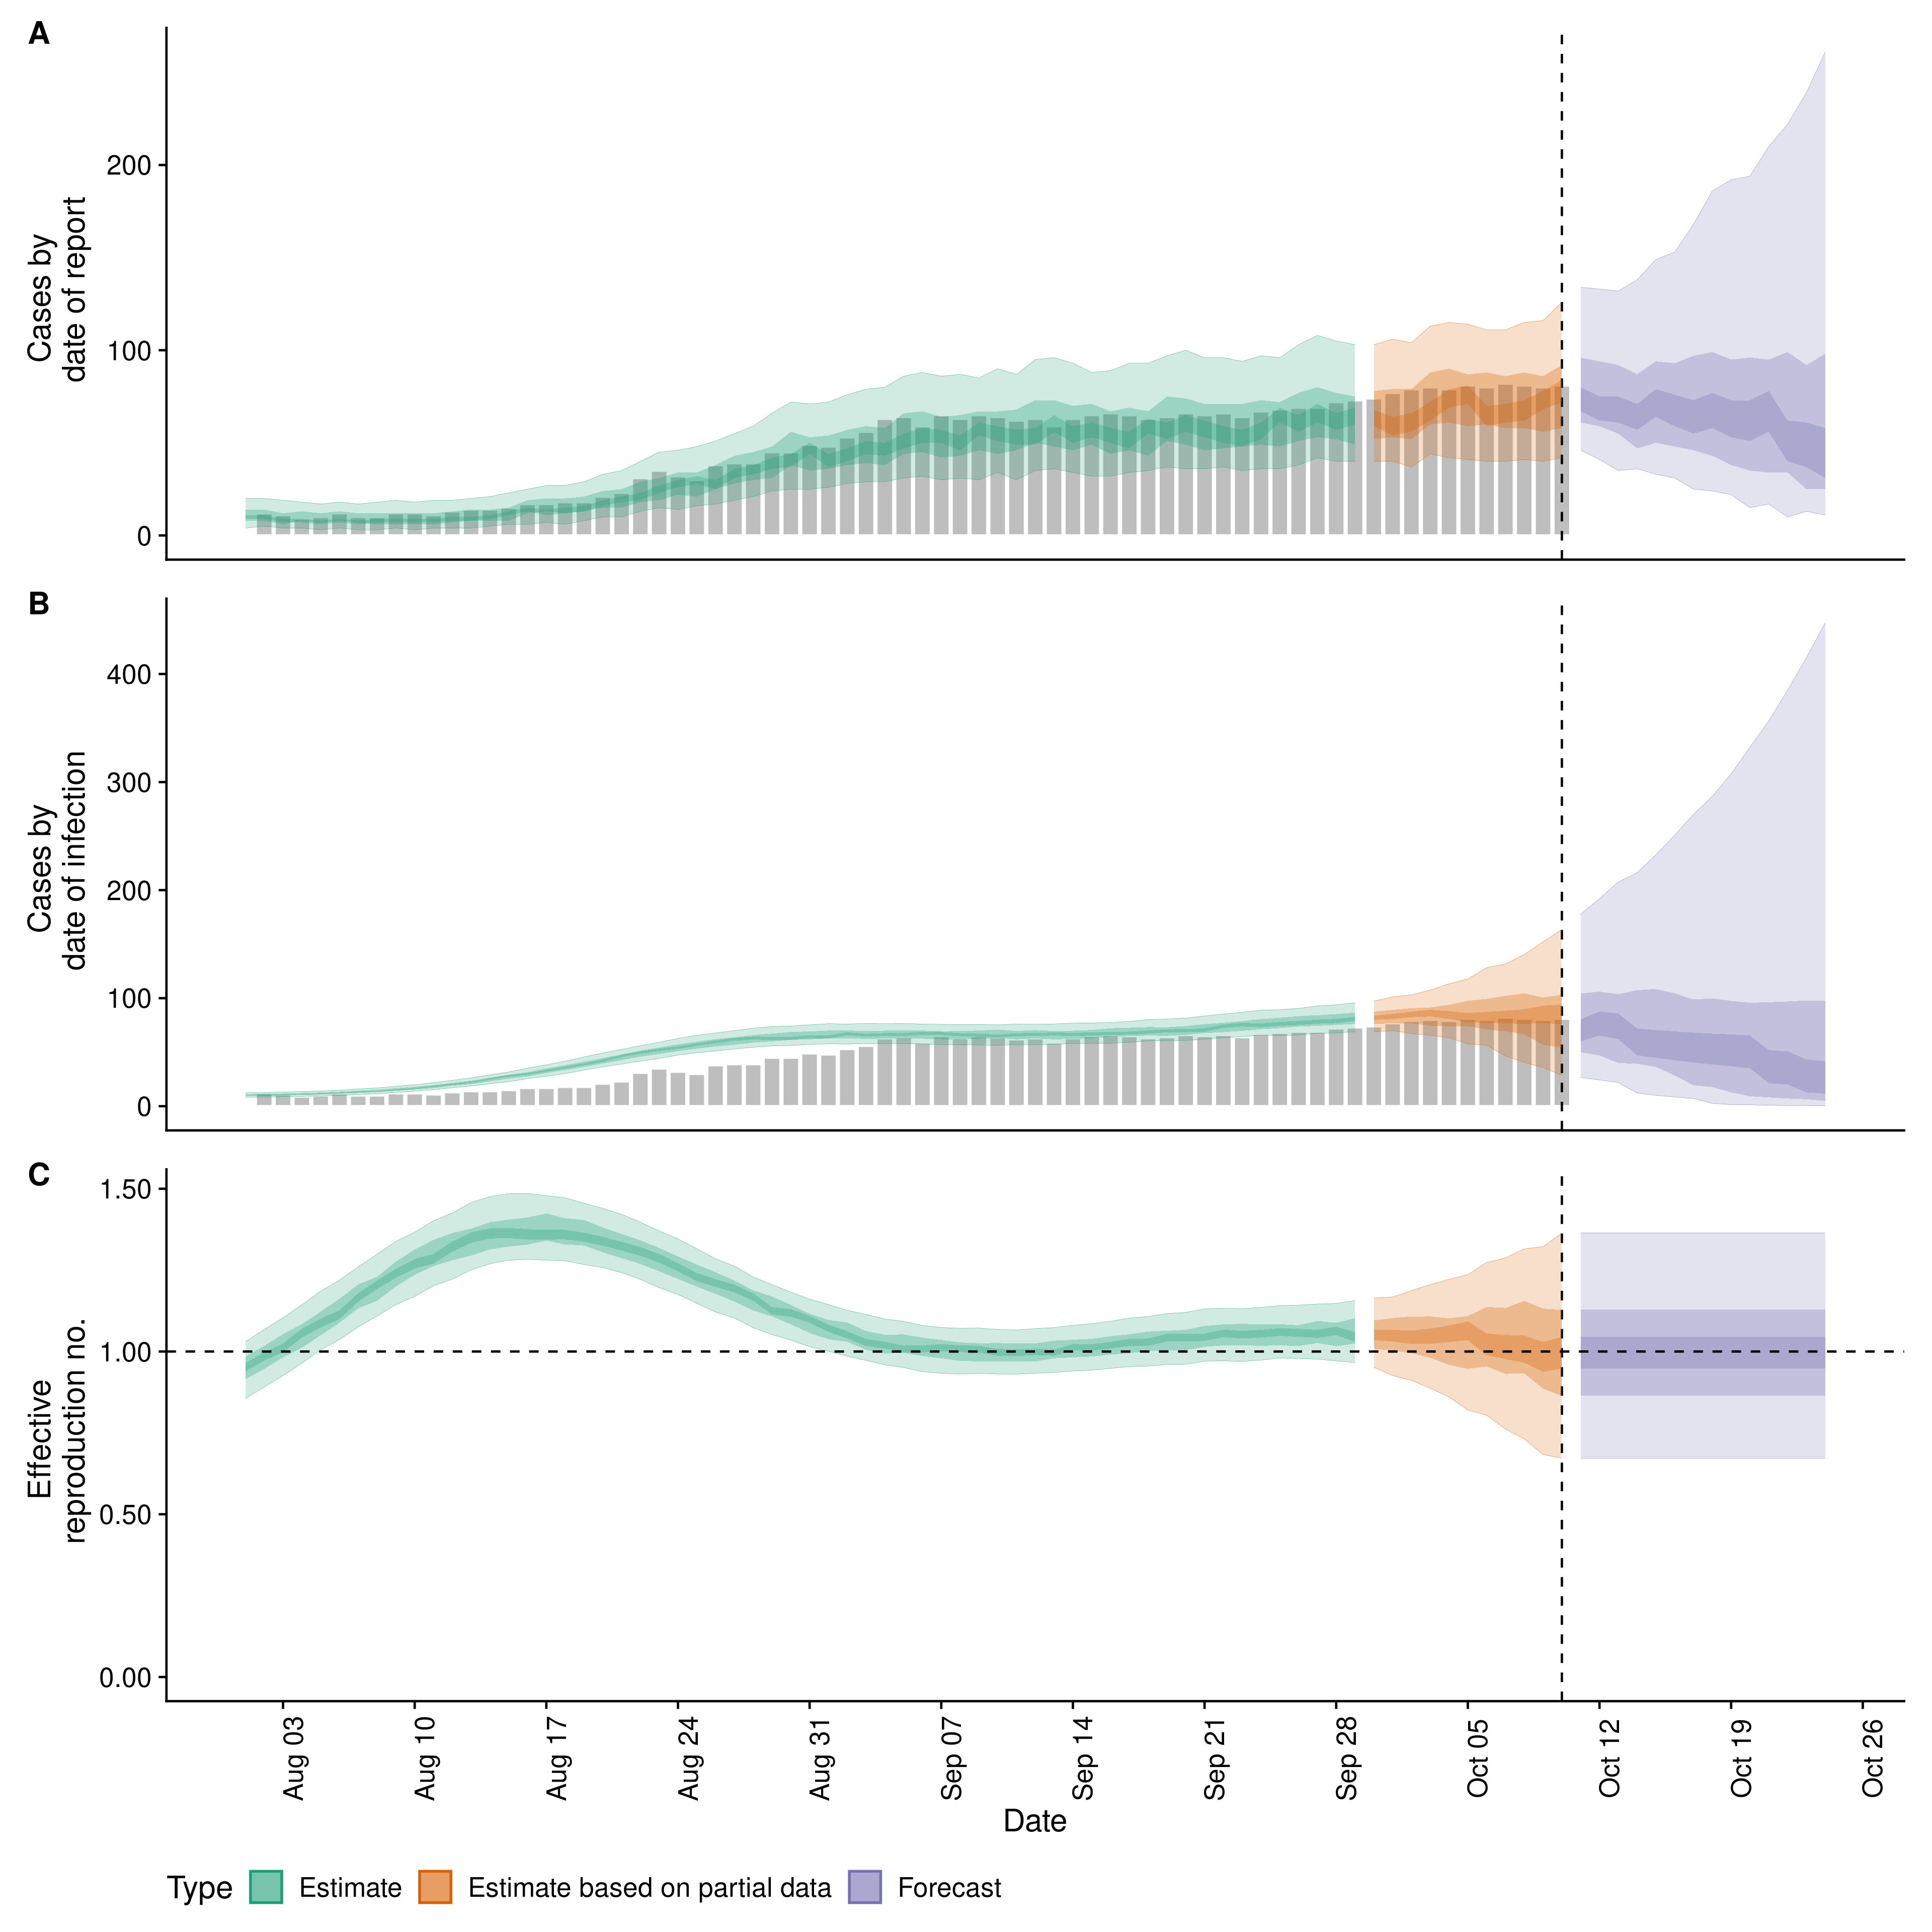 A
Cases by
date of report
200
100
0
B
Cases by
date of infection
400
300
200
100
0
C
Effective
reproduction no.
1.50
1.00
0.50
0.00
Aug 03
Aug 10
Aug 17
Aug 24
Aug 31
Sep 07
Sep 14
Sep 21
Sep 28
Oct 05
Oct 12
Oct 19
Oct 26
Date
Type Estimate Estimate based on partial data Forecast